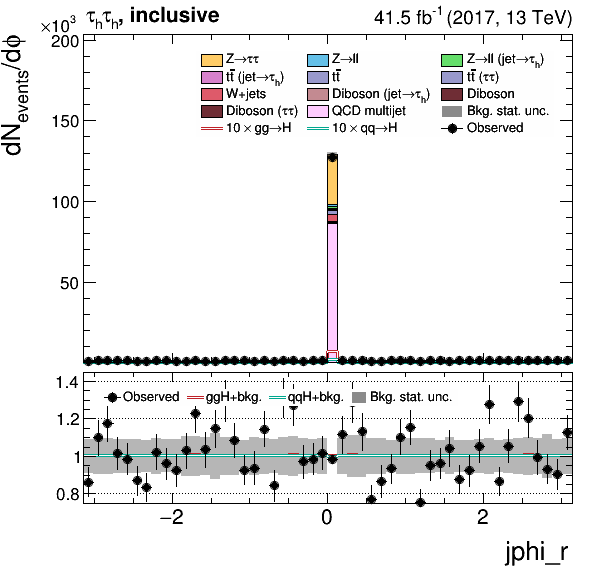 ×10³ τₕτₕ, inclusive 41.5 fb⁻¹ (2017, 13 TeV)
dN_events/dϕ
200
150
100
50
Z→ττ Z→ll Z→ll (jet→τₕ)
tt̄ (jet→τₕ) tt̄ tt̄ (ττ)
W+jets Diboson (jet→τₕ) Diboson
Diboson (ττ) QCD multijet Bkg. stat. unc.
10 × gg→H 10 × qq→H Observed
1.4
1.2
1
0.8
Observed ggH+bkg. qqH+bkg. Bkg. stat. unc.
−2 0 2
jphi_r